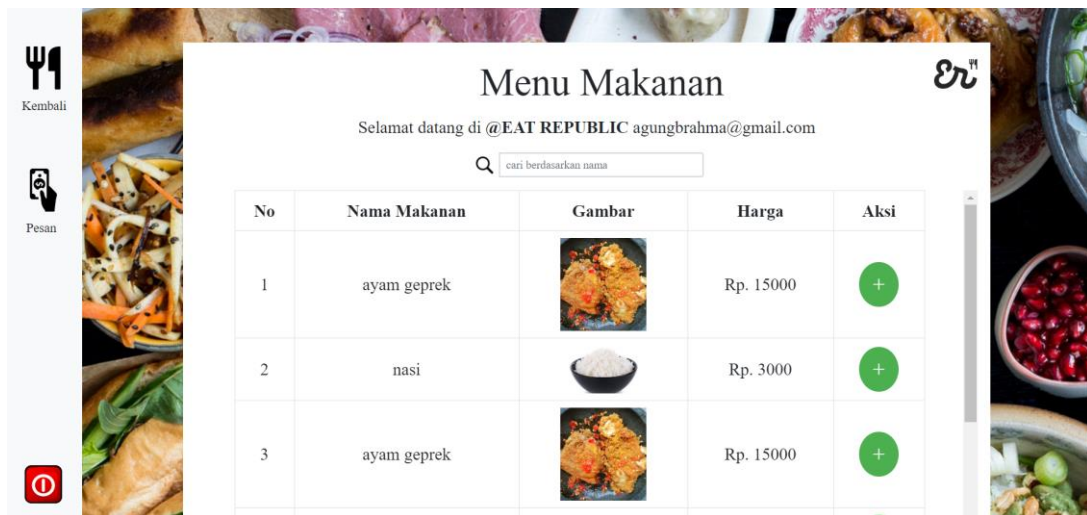 Kembali
Pesan
Er
Menu Makanan
Selamat datang di @EAT REPUBLIC agungbrahma@gmail.com
cari berdasarkan nama
No Nama Makanan Gambar Harga Aksi
1 ayam geprek Rp. 15000 +
2 nasi Rp. 3000 +
3 ayam geprek Rp. 15000 +